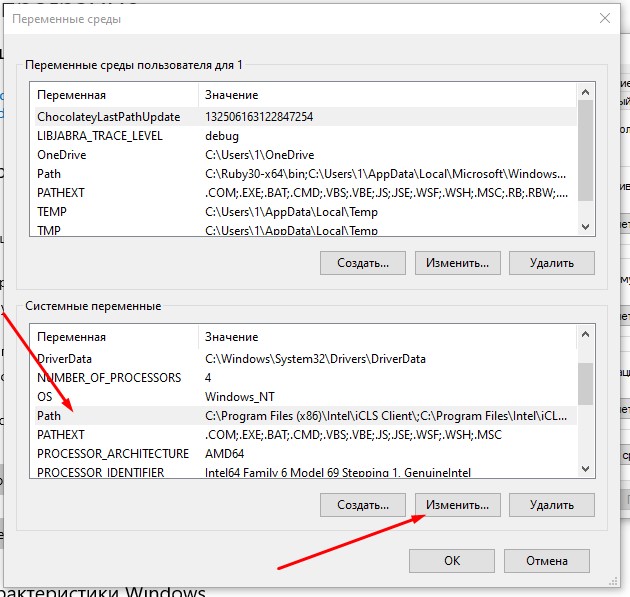 Переменные среды
Переменные среды пользователя для 1
Переменная Значение
ChocolateyLastPathUpdate 132506163122847254
LIBJABRA_TRACE_LEVEL debug
OneDrive C:\Users\1\OneDrive
Path C:\Ruby30-x64\bin;C:\Users\1\AppData\Local\Microsoft\Windows...
PATHEXT .COM;.EXE;.BAT;.CMD;.VBS;.VBE;.JS;.JSE;.WSF;.WSH;.MSC;.RB;.RBW;....
TEMP C:\Users\1\AppData\Local\Temp
TMP C:\Users\1\AppData\Local\Temp
Создать... Изменить... Удалить
Системные переменные
Переменная Значение
DriverData C:\Windows\System32\Drivers\DriverData
NUMBER_OF_PROCESSORS 4
OS Windows_NT
Path C:\Program Files (x86)\Intel\iCLS Client\;C:\Program Files\Intel\iCL...
PATHEXT .COM;.EXE;.BAT;.CMD;.VBS;.VBE;.JS;.JSE;.WSF;.WSH;.MSC
PROCESSOR_ARCHITECTURE AMD64
PROCESSOR_IDENTIFIER Intel64 Family 6 Model 69 Stepping 1, GenuineIntel
Создать... Изменить... Удалить
ОК Отмена
рактеристики Windows